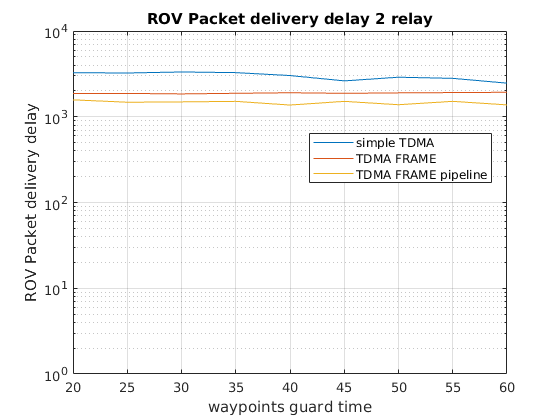 ROV Packet delivery delay 2 relay
ROV Packet delivery delay
10^4
10^3
10^2
10^1
10^0
simple TDMA
TDMA FRAME
TDMA FRAME pipeline
20 25 30 35 40 45 50 55 60
waypoints guard time